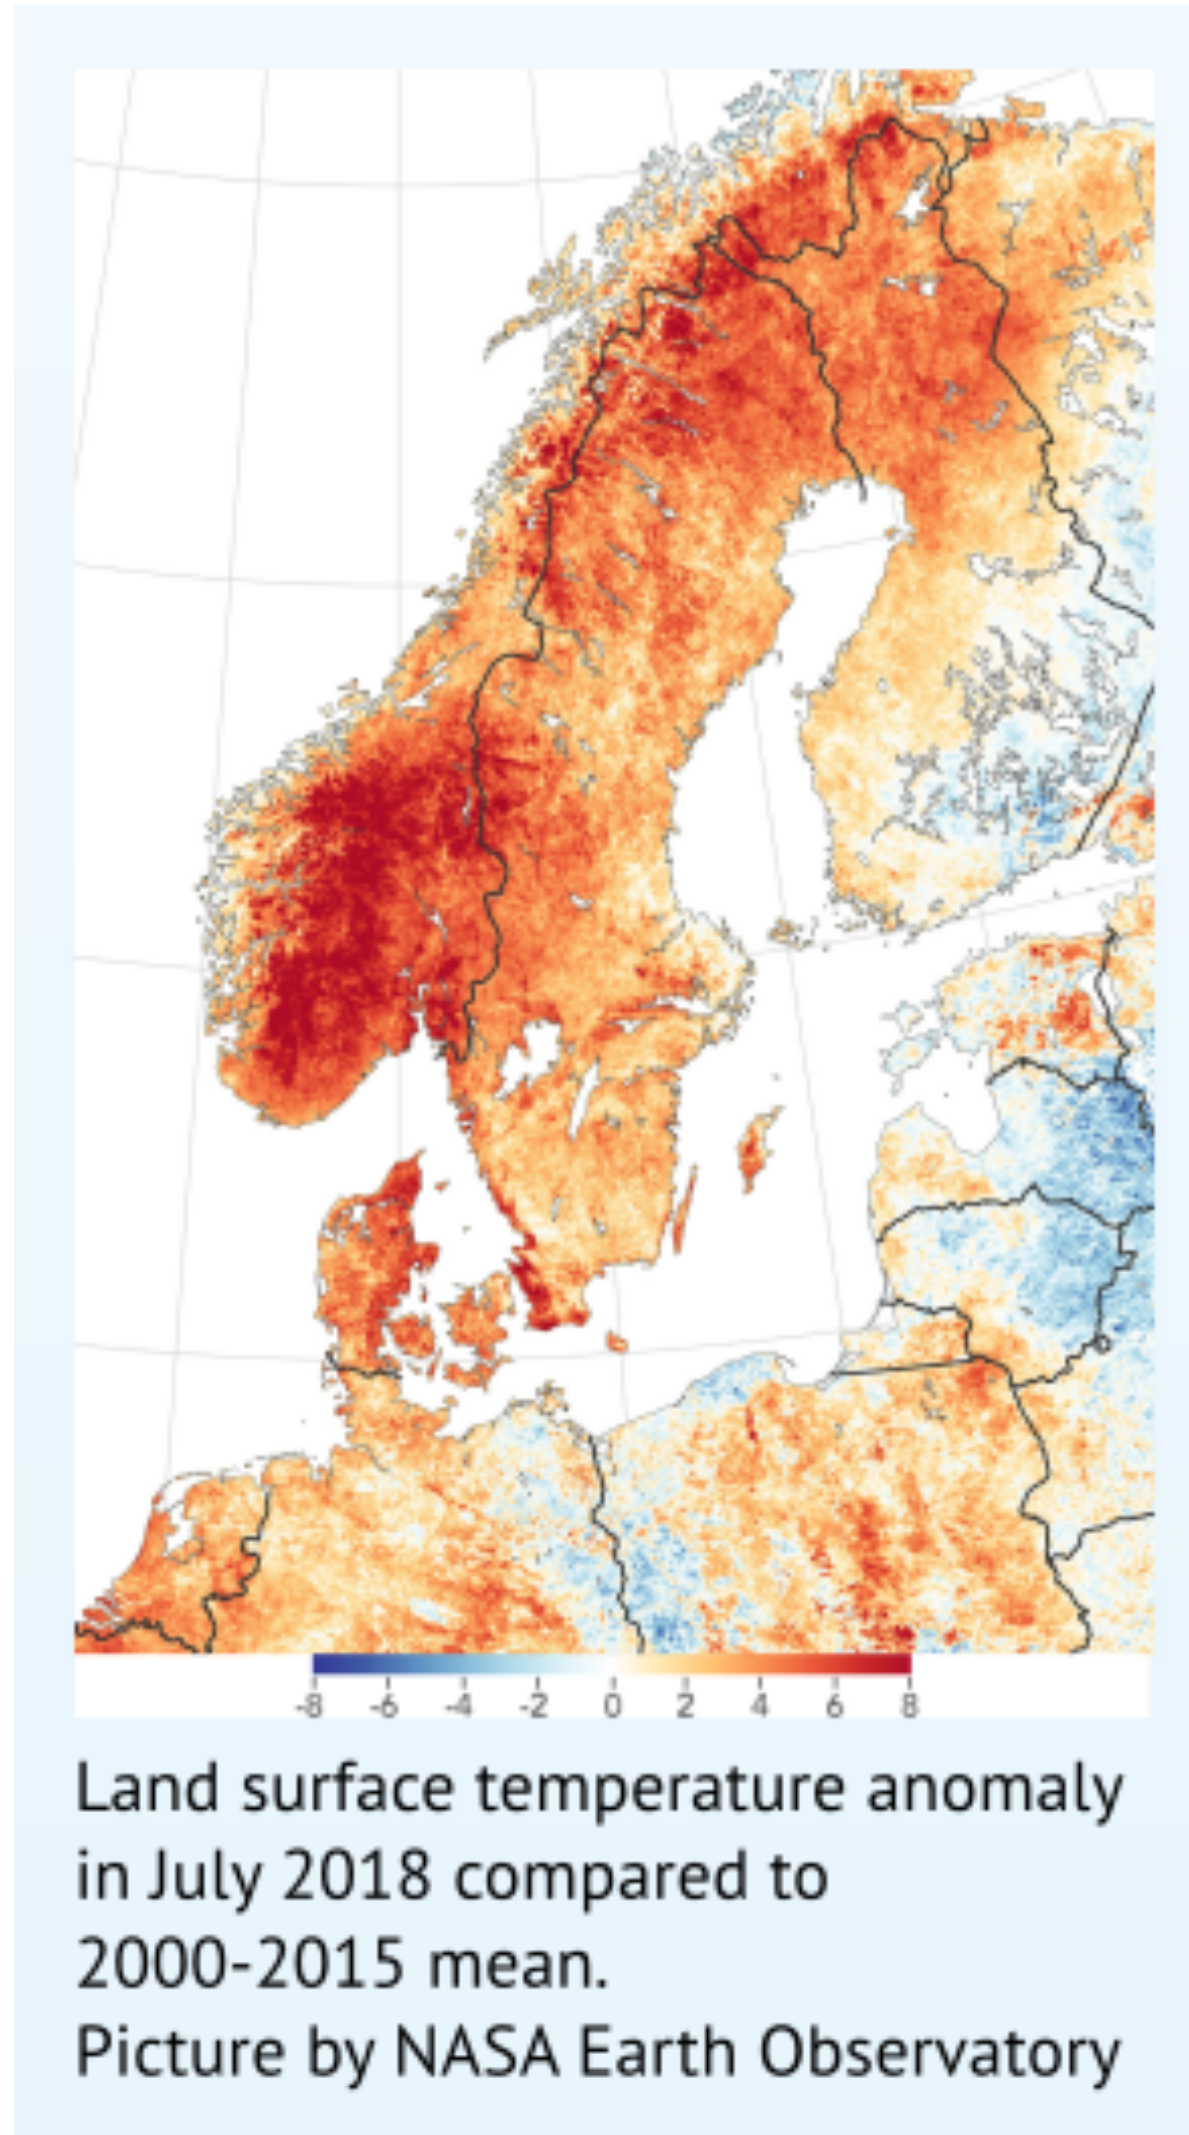 -8 -6 -4 -2 0 2 4 6 8
Land surface temperature anomaly
in July 2018 compared to
2000-2015 mean.
Picture by NASA Earth Observatory